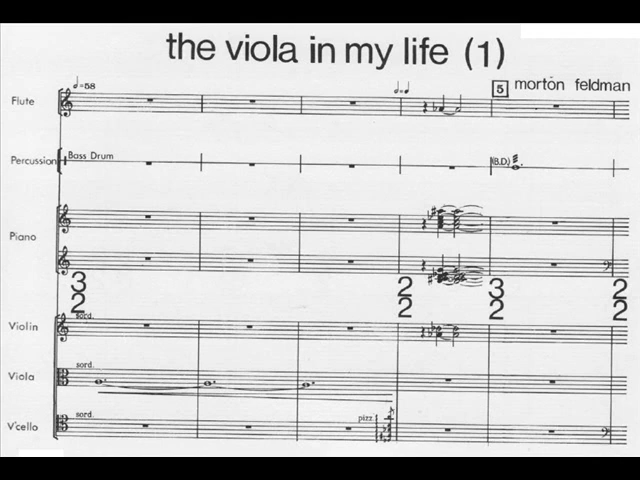 the viola in my life (1)
5 morton feldman
=58
=
Flute
Percussion Bass Drum (B.D.)
Piano
3 2 3 2
2 2 2 2
Violin sord.
Viola sord.
V'cello sord. pizz.